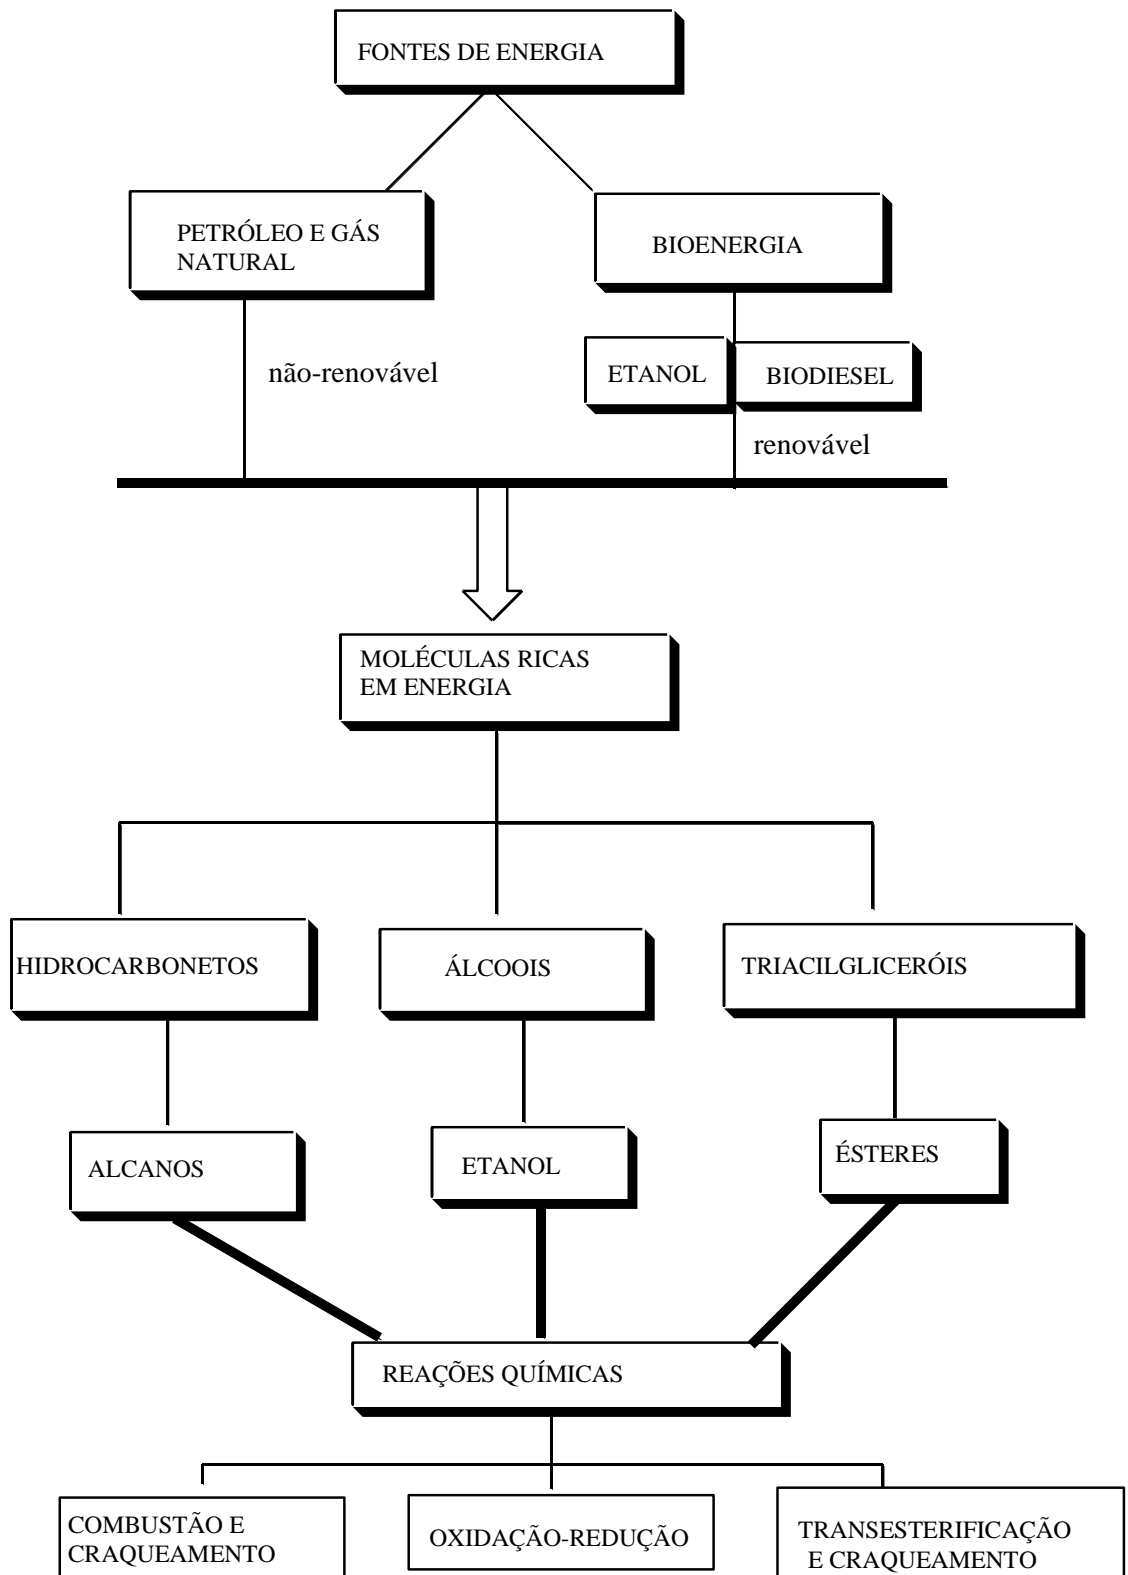 FONTES DE ENERGIA
PETRÓLEO E GÁS
NATURAL
BIOENERGIA
não-renovável
ETANOL
BIODIESEL
renovável
MOLÉCULAS RICAS
EM ENERGIA
HIDROCARBONETOS
ÁLCOOIS
TRIACILGLICERÓIS
ALCANOS
ETANOL
ÉSTERES
REAÇÕES QUÍMICAS
COMBUSTÃO E
CRAQUEAMENTO
OXIDAÇÃO-REDUÇÃO
TRANSESTERIFICAÇÃO
E CRAQUEAMENTO